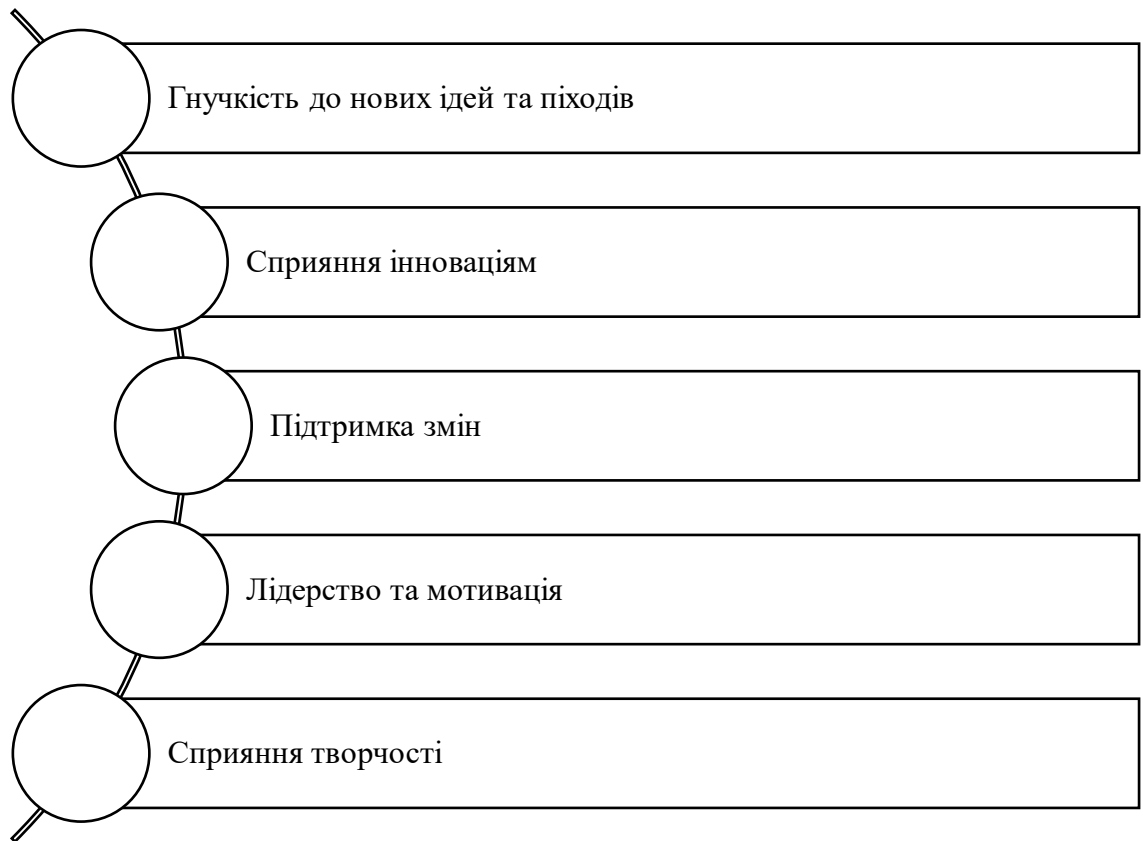 Гнучкість до нових ідей та піходів
Сприяння інноваціям
Підтримка змін
Лідерство та мотивація
Сприяння творчості